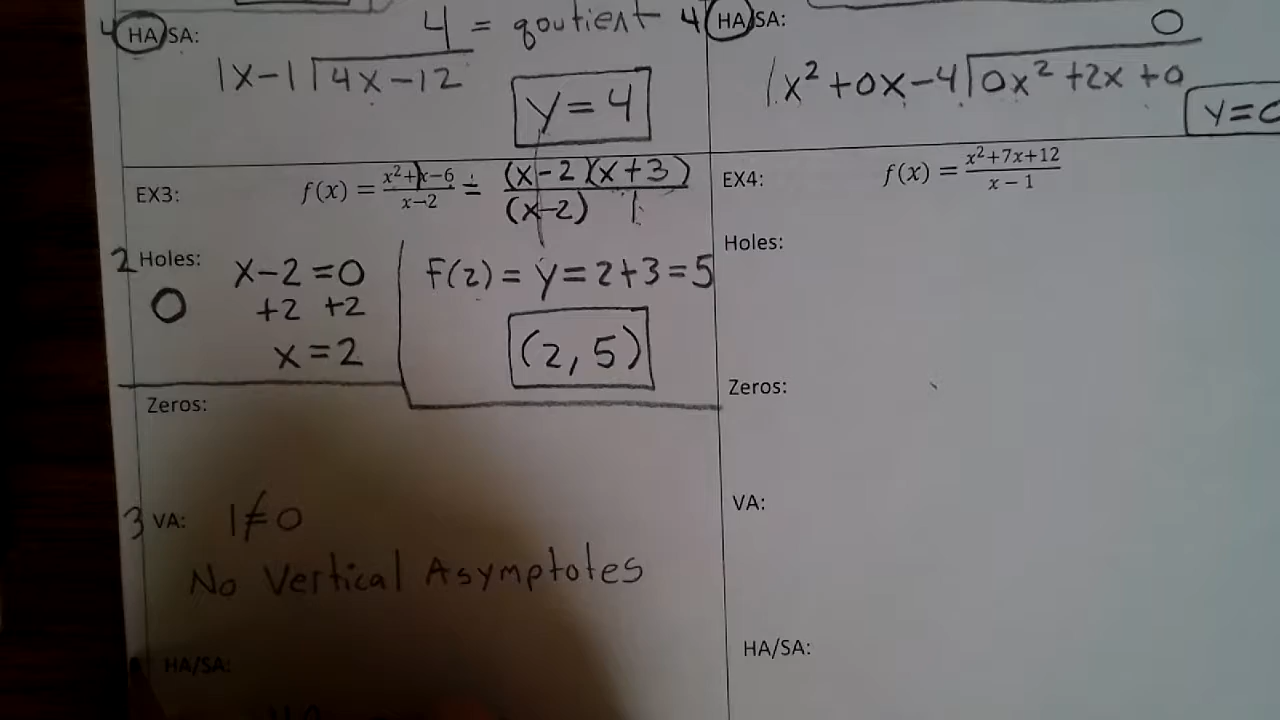 4 HA/SA:
4 = qoutient
1x-1 4x-12
y=4
4 HA/SA:
0
1x²+0x-4 0x²+2x+0
EX3: f(x) = x²+x-6 / x-2 = (x-2)(x+3) / (x-2) 1
2 Holes:
0
x-2=0
+2 +2
x=2
F(2) = y=2+3=5
(2, 5)
Zeros:
3 VA: 1≠0
No Vertical Asymptotes
HA/SA:
EX4: f(x) = x²+7x+12 / x-1
Holes:
Zeros:
VA:
HA/SA: